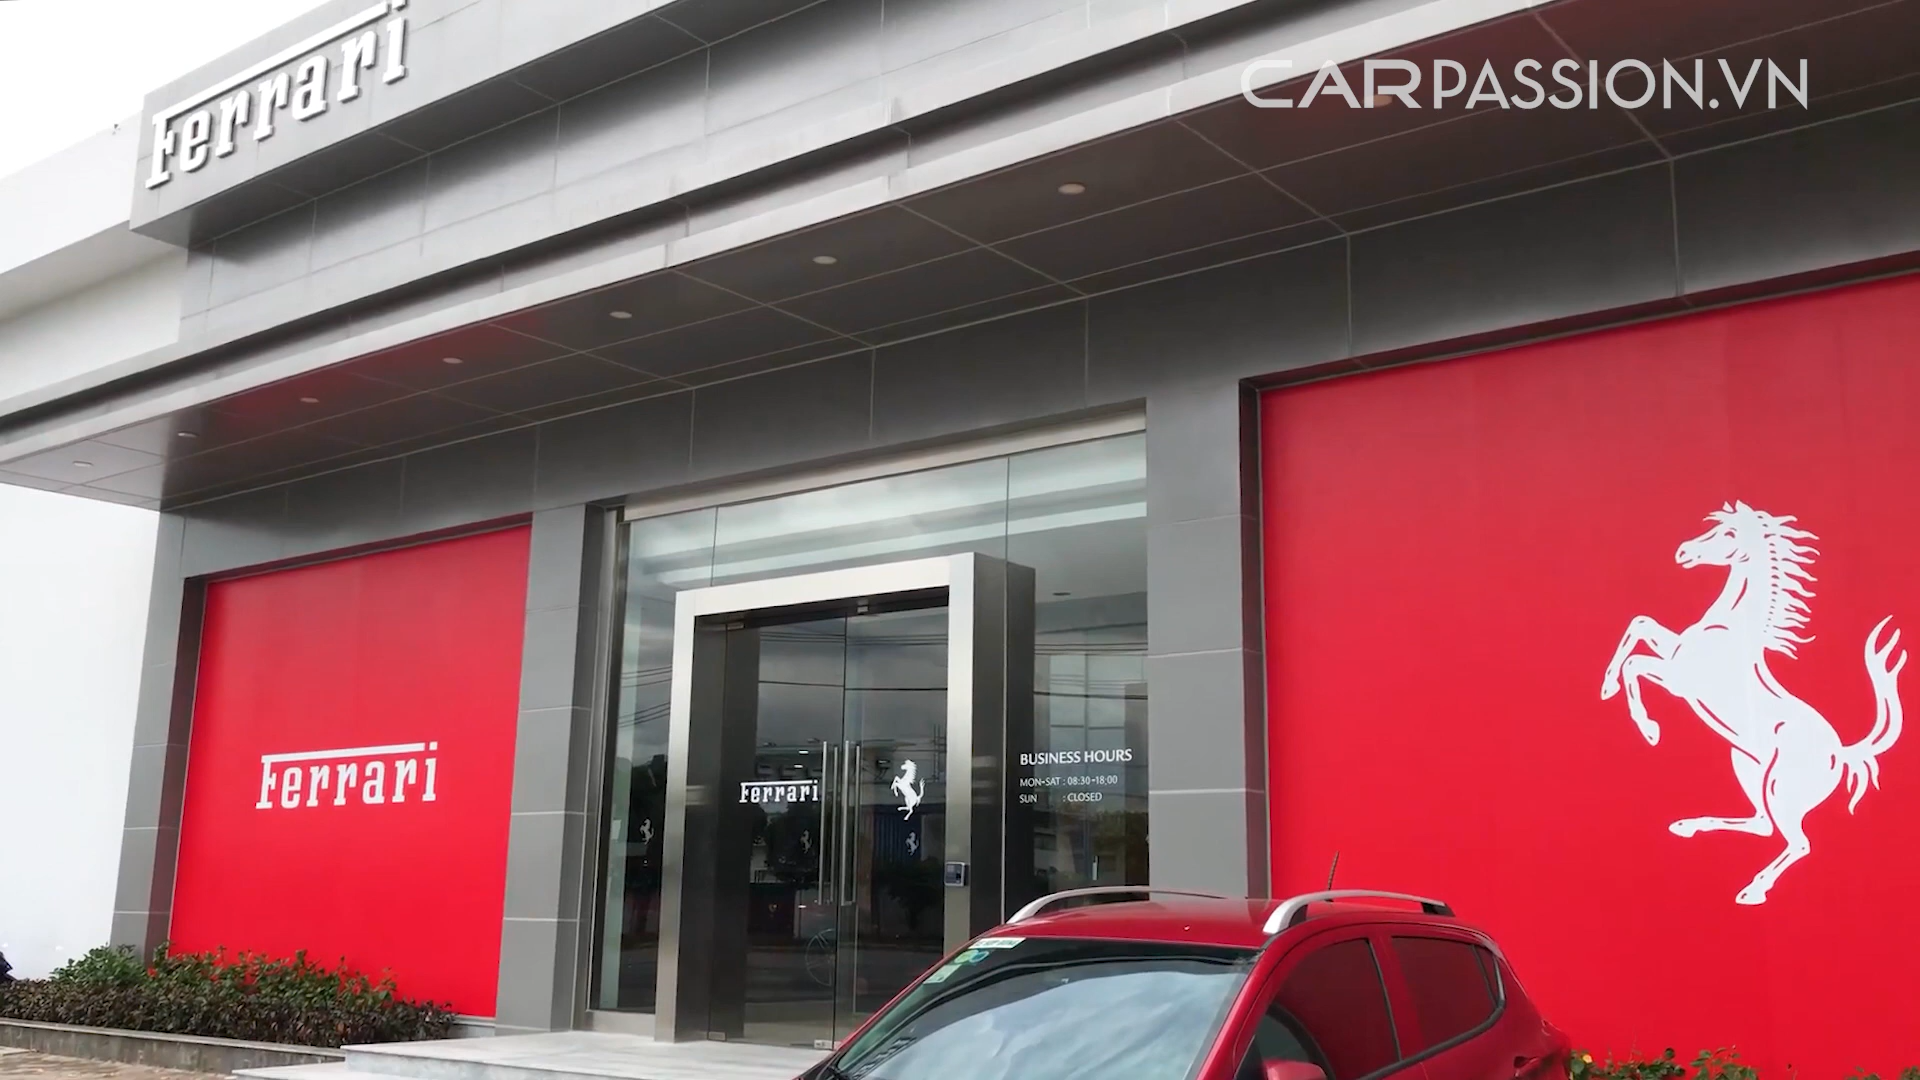 Ferrari
CARPASSION.VN
Ferrari
Ferrari
BUSINESS HOURS
MON-SAT : 08:30-18:00
SUN : CLOSED